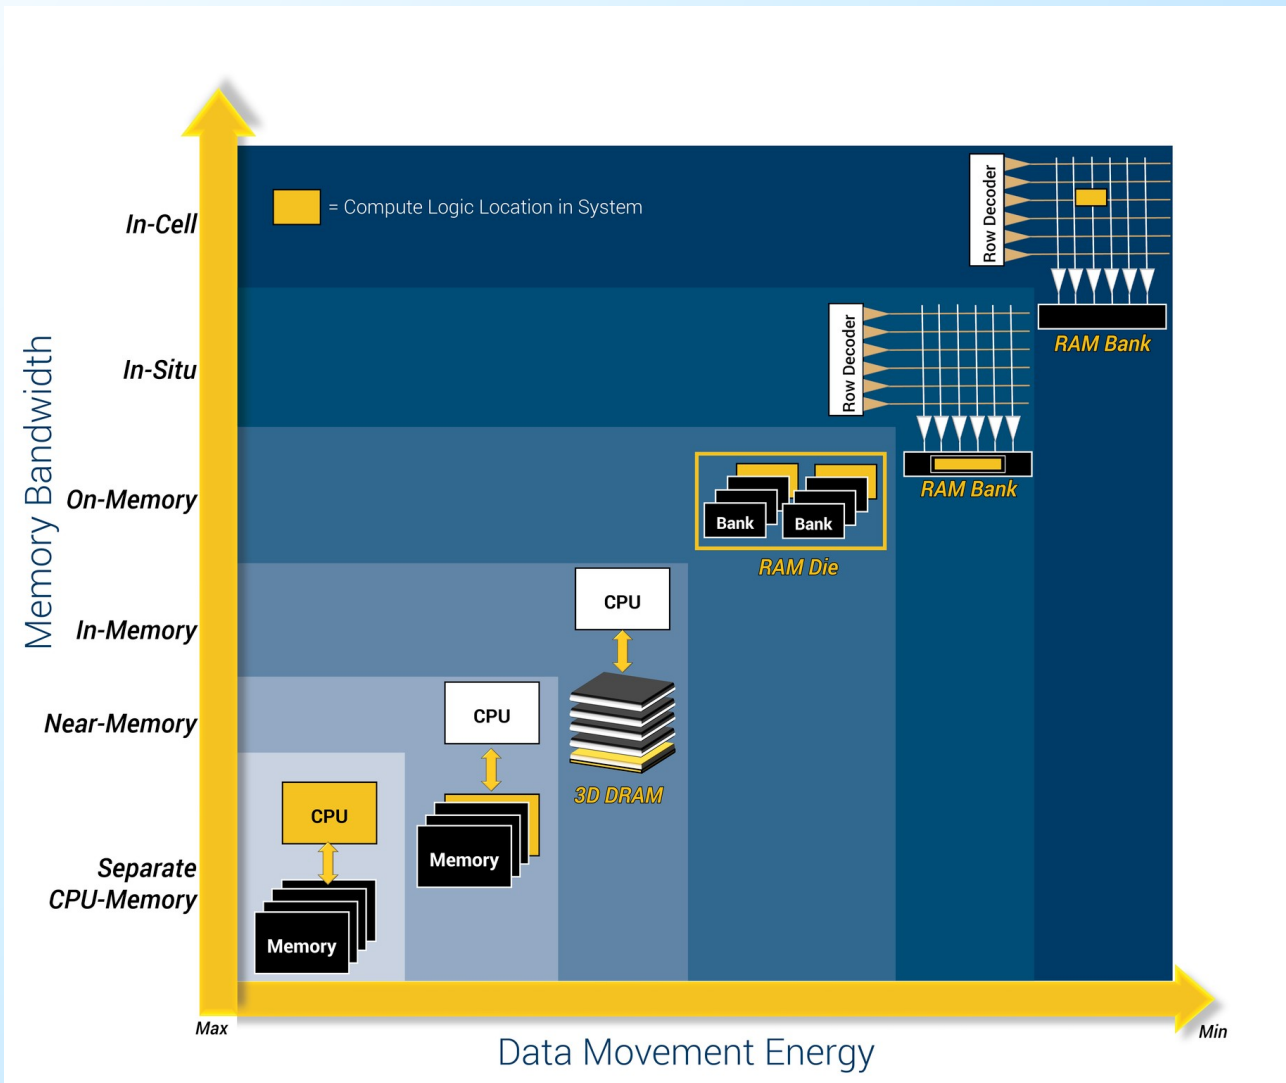 = Compute Logic Location in System
Memory Bandwidth
In-Cell
Row Decoder
RAM Bank
In-Situ
Row Decoder
RAM Bank
On-Memory
Bank
Bank
RAM Die
In-Memory
CPU
3D DRAM
Near-Memory
CPU
Memory
Separate
CPU-Memory
CPU
Memory
Max
Min
Data Movement Energy